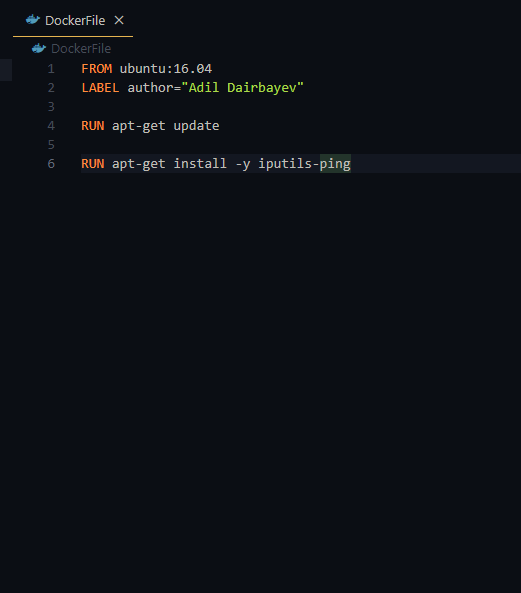 DockerFile
DockerFile
1 FROM ubuntu:16.04
2 LABEL author="Adil Dairbayev"
3
4 RUN apt-get update
5
6 RUN apt-get install -y iputils-ping